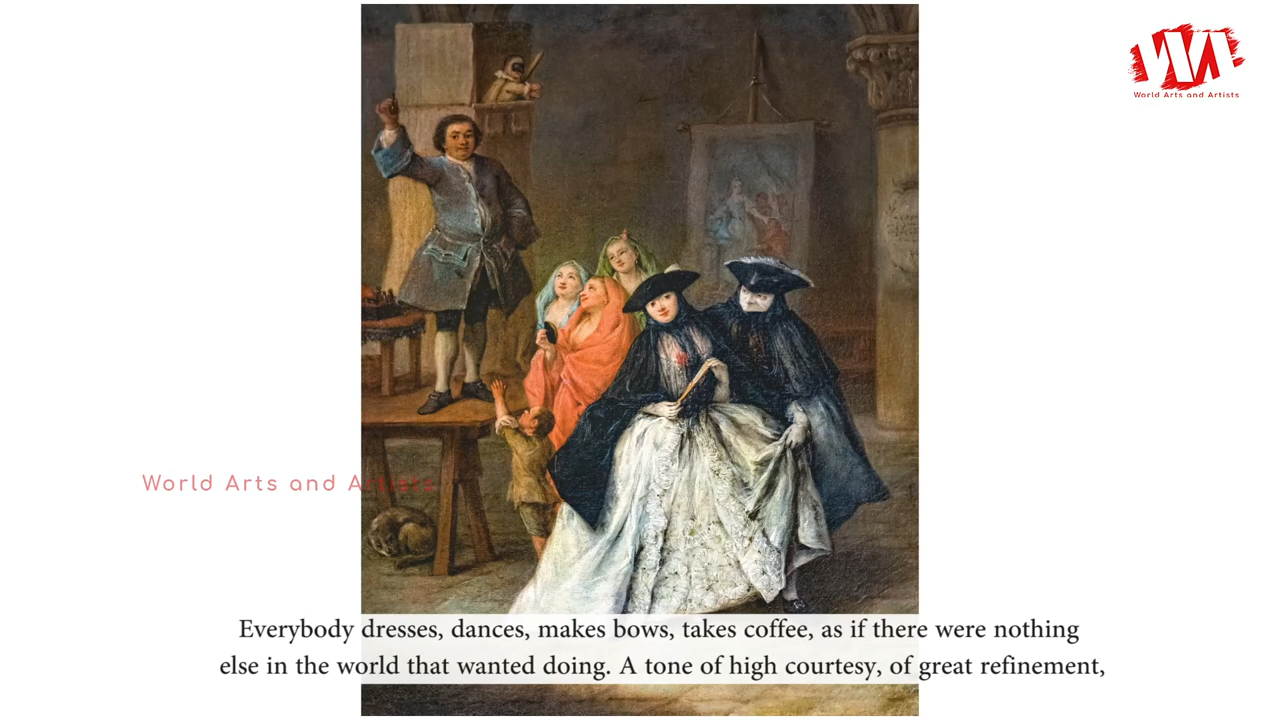 World Arts and Artists
World Arts and Artists
Everybody dresses, dances, makes bows, takes coffee, as if there were nothing
else in the world that wanted doing. A tone of high courtesy, of great refinement,